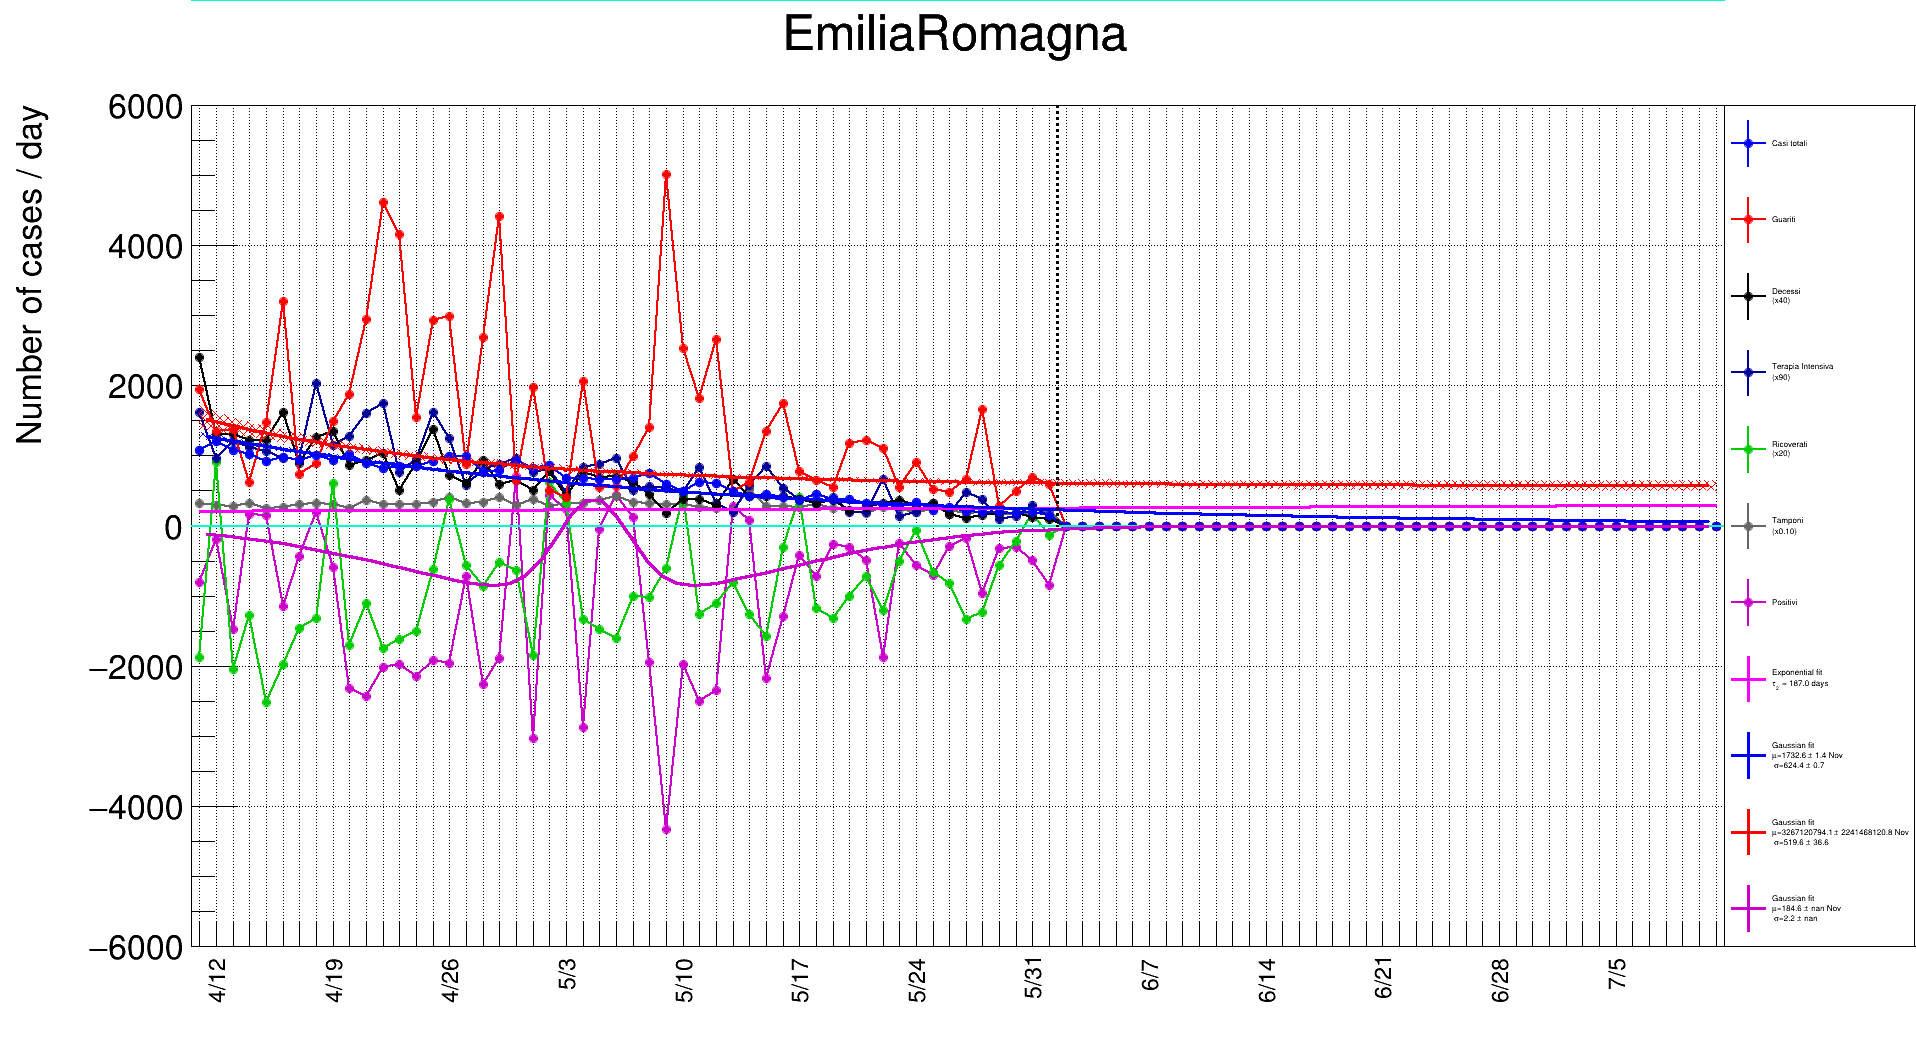 EmiliaRomagna
Number of cases / day
6000
4000
2000
0
−2000
−4000
−6000
4/12
4/19
4/26
5/3
5/10
5/17
5/24
5/31
6/7
6/14
6/21
6/28
7/5
Casi totali
Guariti
Decessi
(x40)
Terapia Intensiva
(x90)
Ricoverati
(x20)
Tamponi
(x0.10)
Positivi
Exponential fit
τ2 = 187.0 days
Gaussian fit
μ=1732.6 ± 1.4 Nov
σ=624.4 ± 0.7
Gaussian fit
μ=3267120794.1 ± 2241468120.8 Nov
σ=519.6 ± 36.6
Gaussian fit
μ=184.6 ± nan Nov
σ=2.2 ± nan